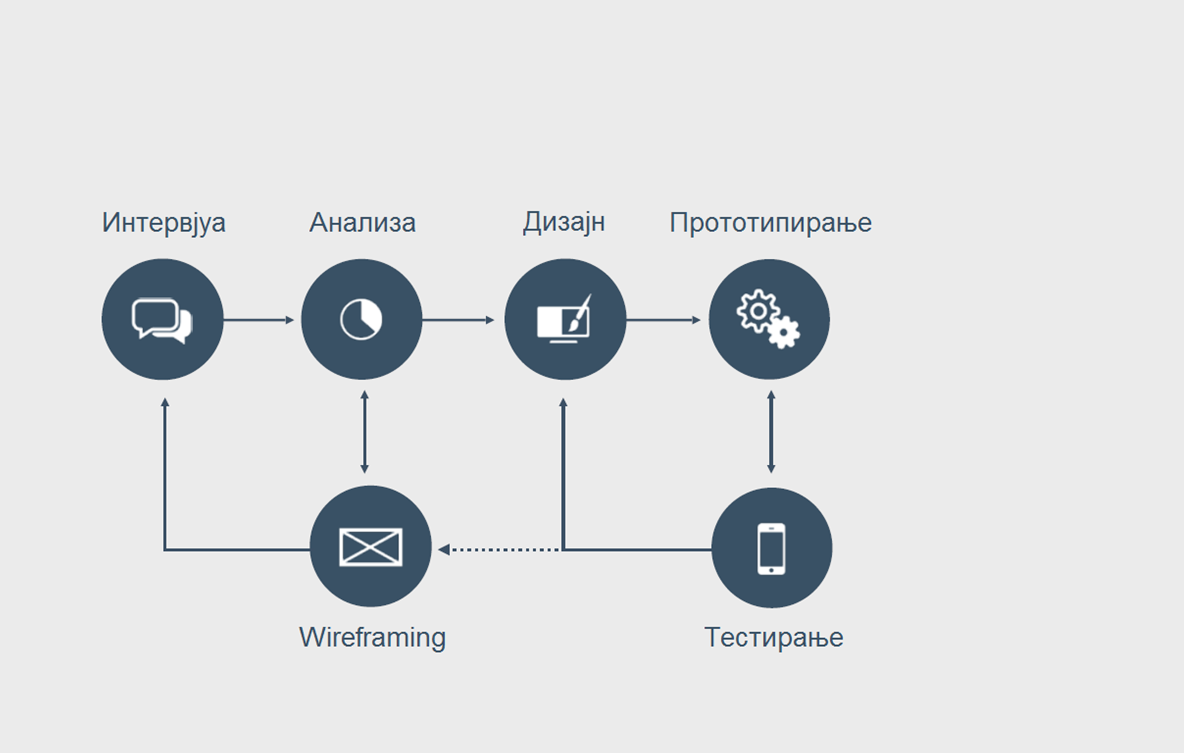 Интервјуа
Анализа
Дизајн
Прототипирање
Wireframing
Тестирање